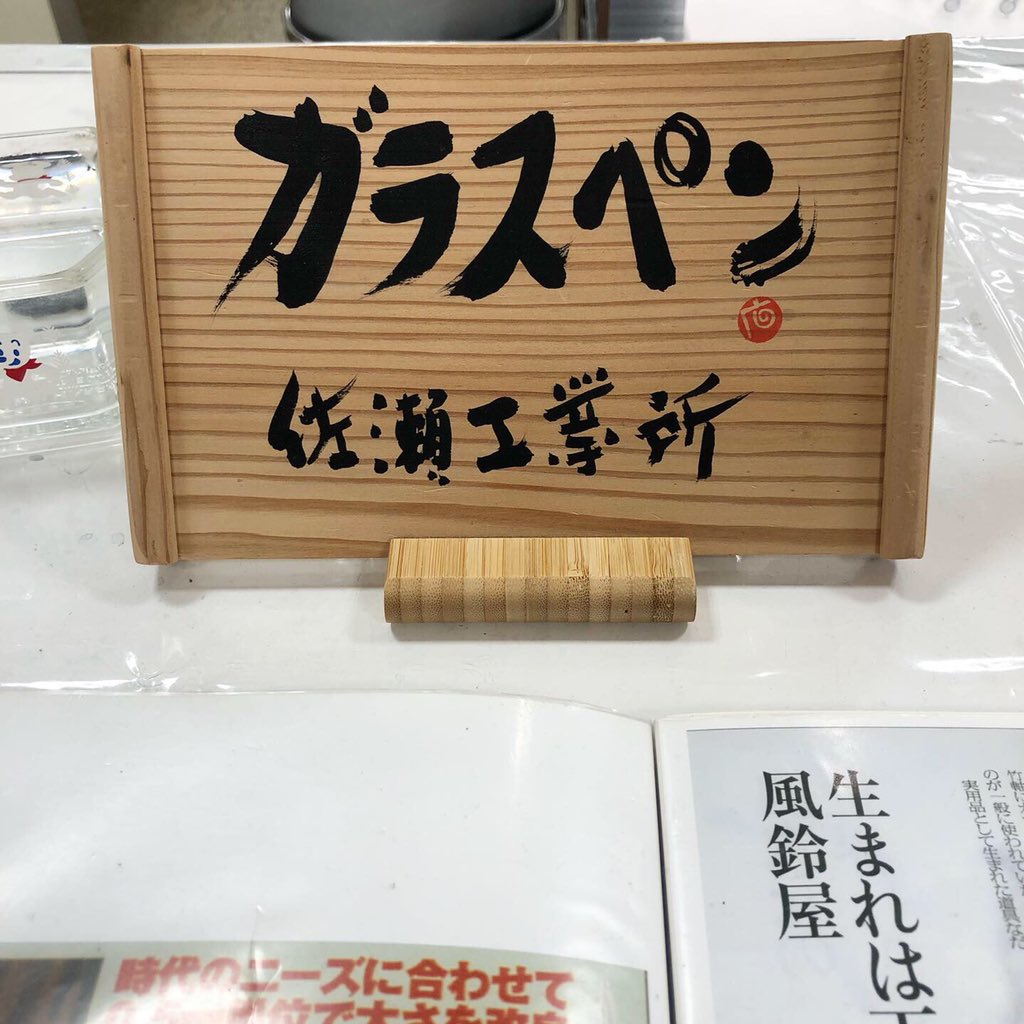 ガラスペン
佐瀬工業所
生まれは
風鈴屋
のが一般に使われてい
実用品として生まれた道具なだ
時代のニーズに合わせて